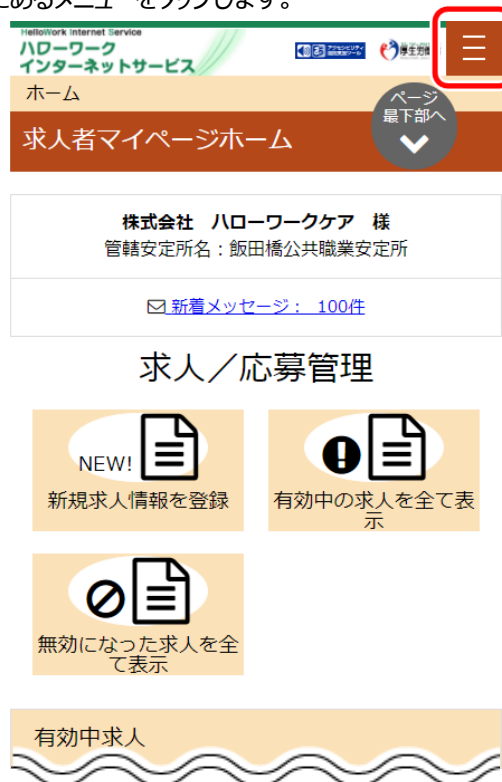 にあるメニューをタップします。
HelloWork Internet Service
ハローワーク
インターネットサービス
ホーム
ページ
最下部へ
求人者マイページホーム
株式会社　ハローワークケア　様
管轄安定所名：飯田橋公共職業安定所
新着メッセージ：　100件
求人／応募管理
NEW!
新規求人情報を登録
有効中の求人を全て表
示
無効になった求人を全
て表示
有効中求人